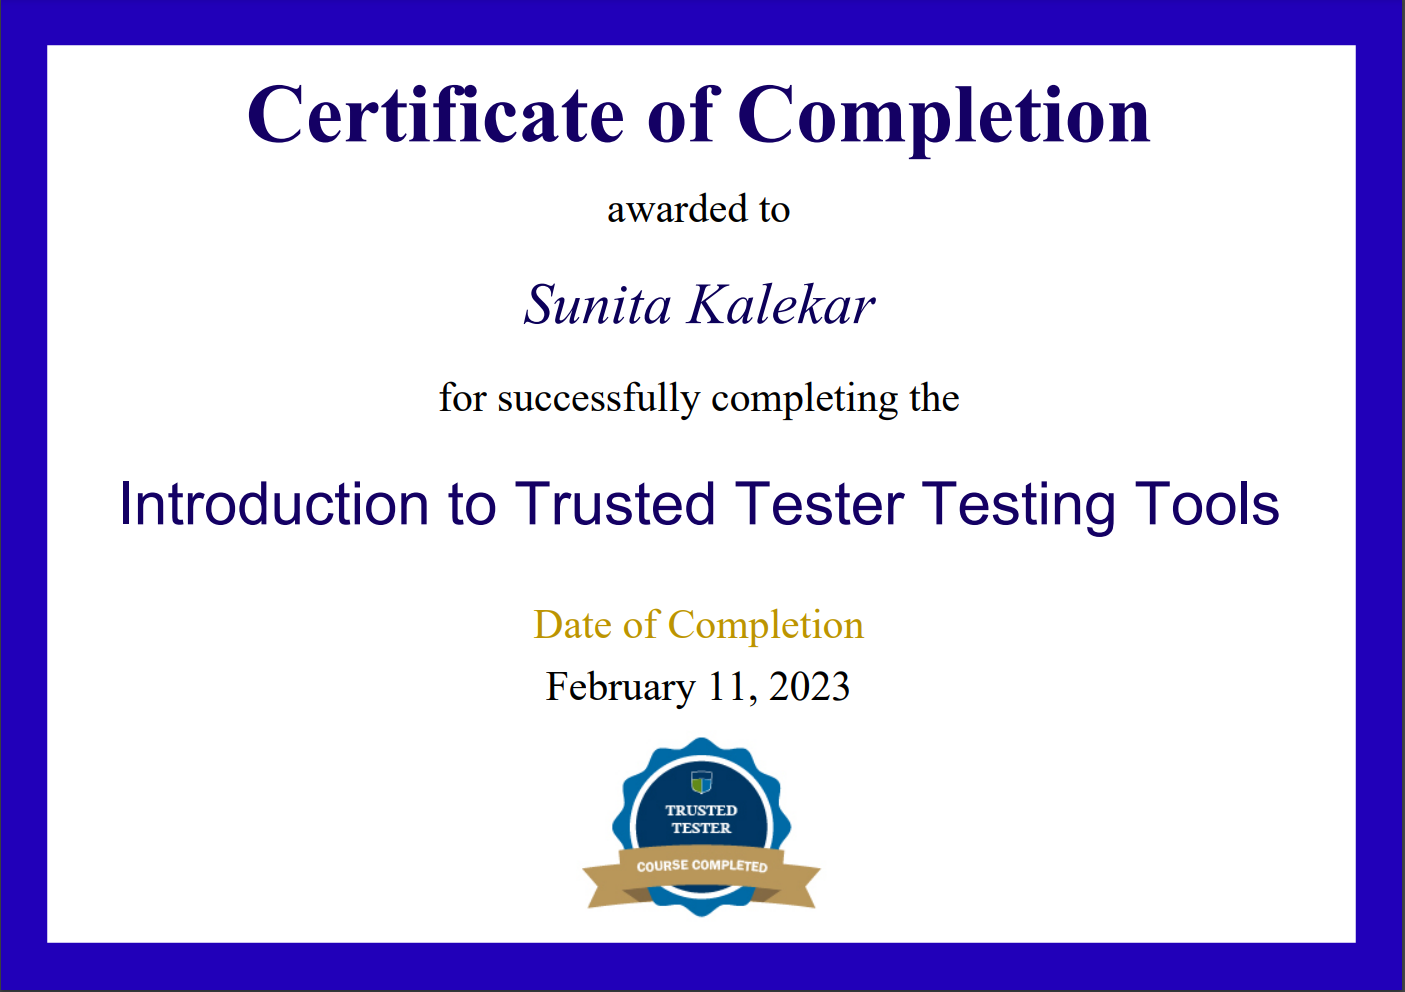 Certificate of Completion
awarded to
Sunita Kalekar
for successfully completing the
Introduction to Trusted Tester Testing Tools
Date of Completion
February 11, 2023
TRUSTED
TESTER
COURSE COMPLETED